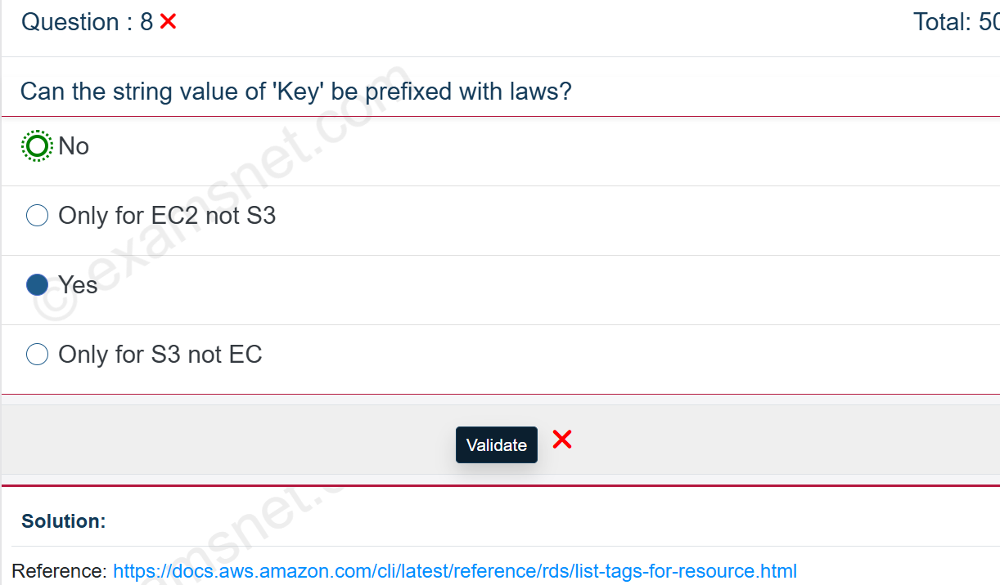 Question : 8
Total: 50
Can the string value of 'Key' be prefixed with laws?
No
Only for EC2 not S3
Yes
Only for S3 not EC
© examsnet.com
Validate
Solution:
Reference: https://docs.aws.amazon.com/cli/latest/reference/rds/list-tags-for-resource.html
amsnet.c